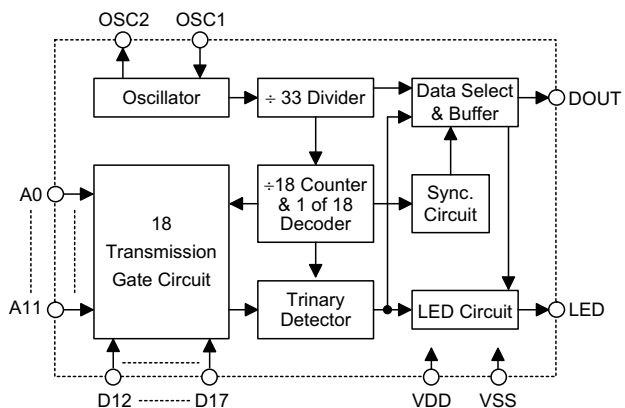 OSC2 OSC1
Oscillator
÷ 33 Divider
Data Select
& Buffer
DOUT
A0
18
Transmission
Gate Circuit
÷18 Counter
& 1 of 18
Decoder
Sync.
Circuit
A11
Trinary
Detector
LED Circuit
LED
D12 D17 VDD VSS